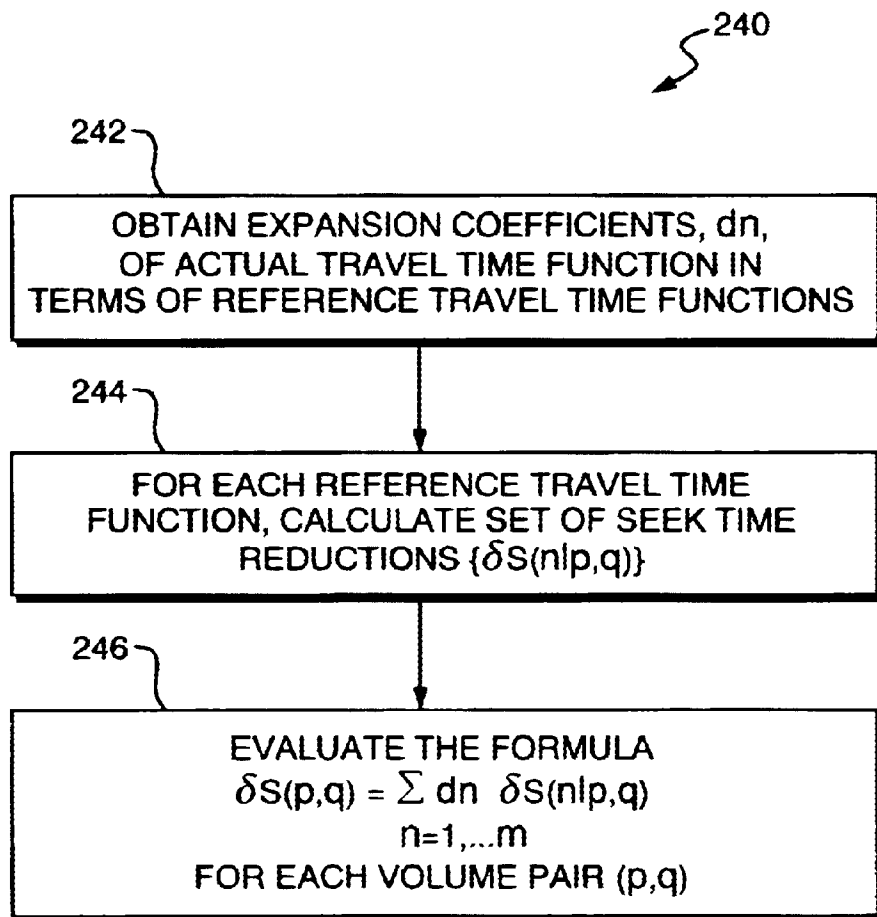 240
242
OBTAIN EXPANSION COEFFICIENTS, dn,
OF ACTUAL TRAVEL TIME FUNCTION IN
TERMS OF REFERENCE TRAVEL TIME FUNCTIONS
244
FOR EACH REFERENCE TRAVEL TIME
FUNCTION, CALCULATE SET OF SEEK TIME
REDUCTIONS {δS(n|p,q)}
246
EVALUATE THE FORMULA
δS(p,q) = Σ dn δS(n|p,q)
n=1,...m
FOR EACH VOLUME PAIR (p,q)